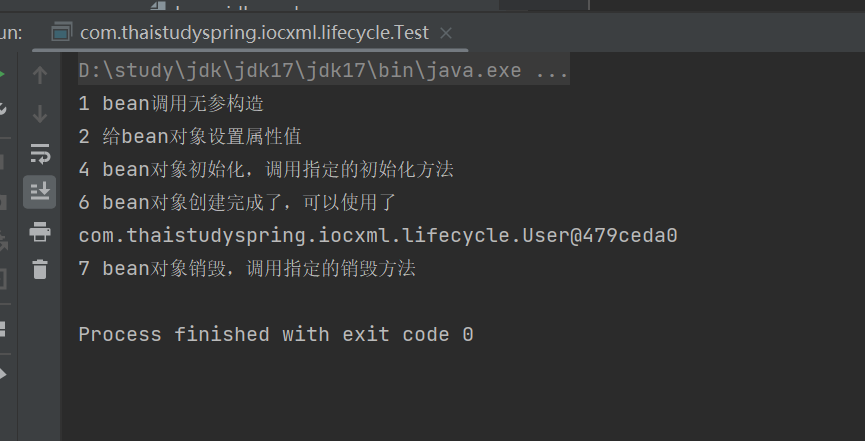 un:
com.thaistudyspring.iocxml.lifecycle.Test
D:\study\jdk\jdk17\jdk17\bin\java.exe ...
1 bean调用无参构造
2 给bean对象设置属性值
4 bean对象初始化，调用指定的初始化方法
6 bean对象创建完成了，可以使用了
com.thaistudyspring.iocxml.lifecycle.User@479ceda0
7 bean对象销毁，调用指定的销毁方法
Process finished with exit code 0